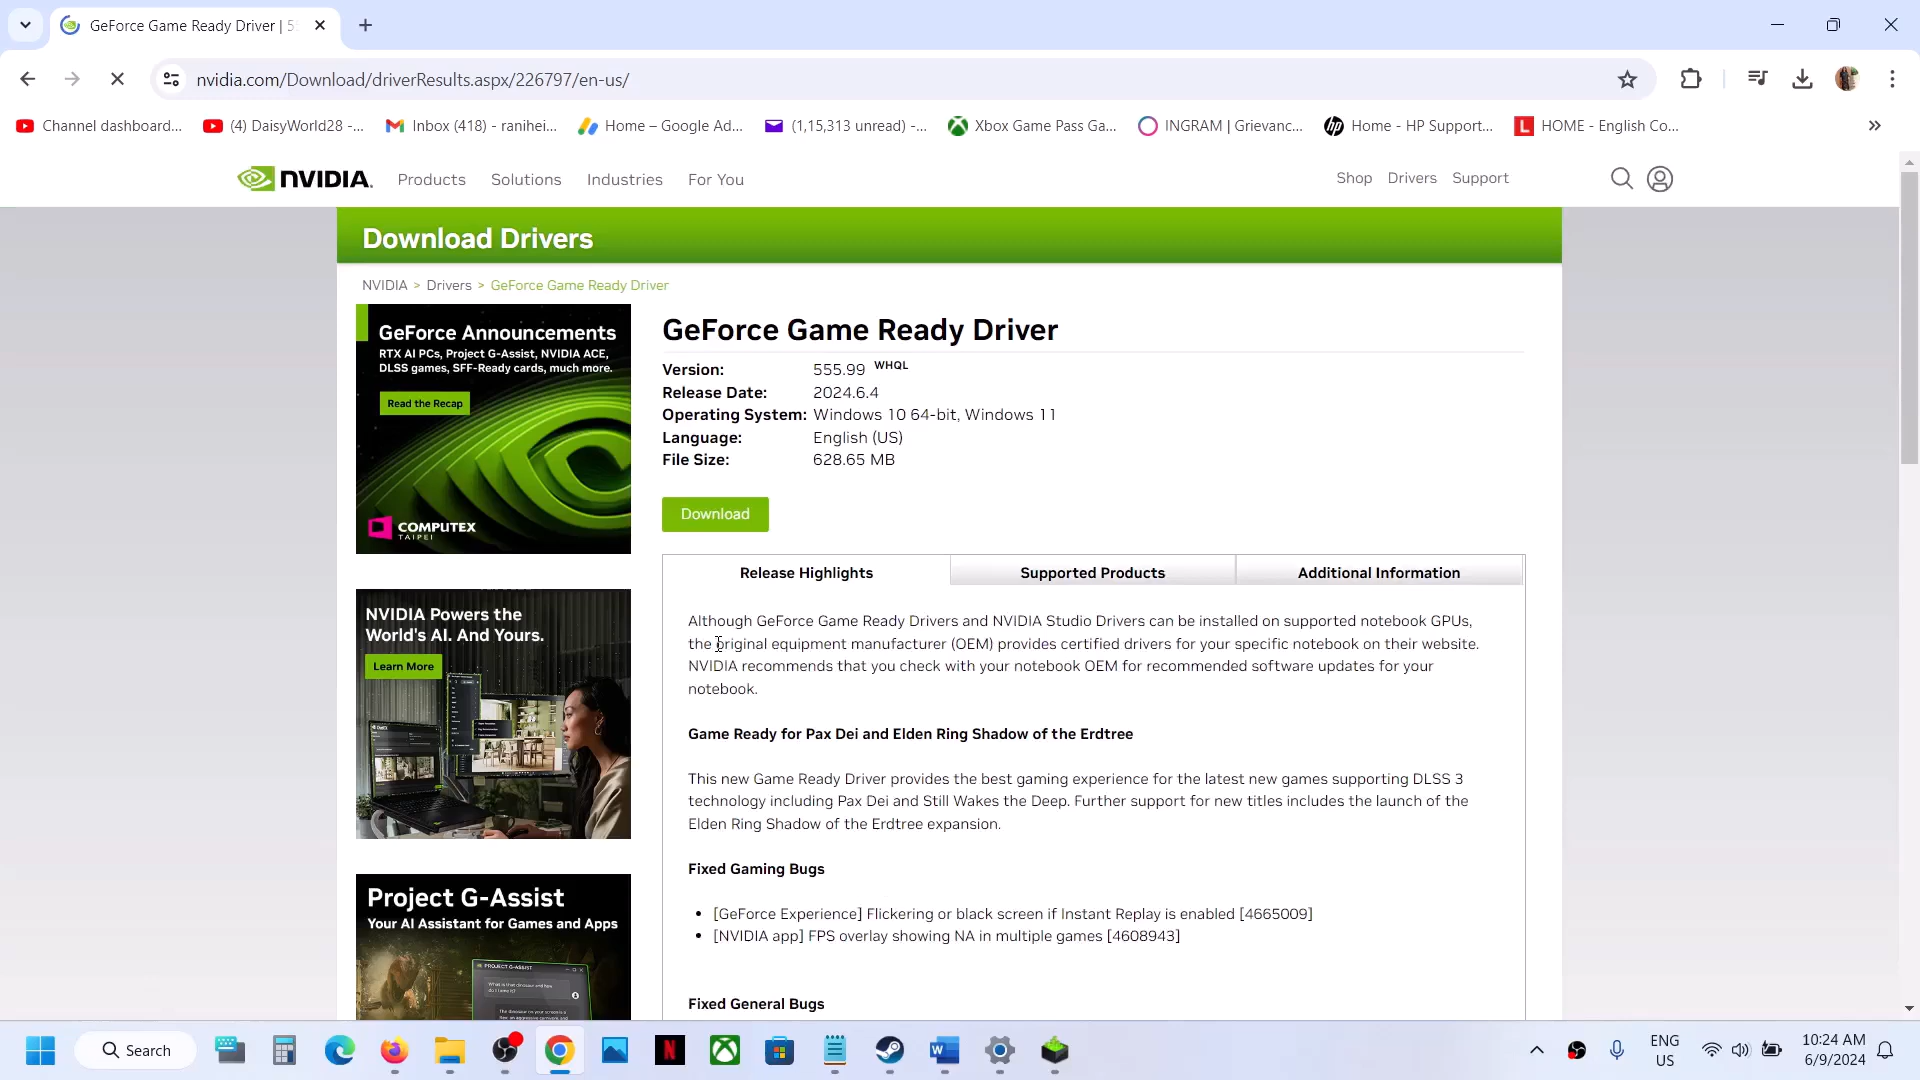 GeForce Game Ready Driver | 55
nvidia.com/Download/driverResults.aspx/226797/en-us/
Channel dashboard...
(4) DaisyWorld28 -...
Inbox (418) - ranihei...
Home – Google Ad...
(1,15,313 unread) -...
Xbox Game Pass Ga...
INGRAM | Grievanc...
Home - HP Support...
HOME - English Co...
NVIDIA.
Products
Solutions
Industries
For You
Shop
Drivers
Support
Download Drivers
NVIDIA > Drivers > GeForce Game Ready Driver
GeForce Announcements
RTX AI PCs, Project G-Assist, NVIDIA ACE,
DLSS games, SFF-Ready cards, much more.
Read the Recap
COMPUTEX
TAIPEI
NVIDIA Powers the
World's AI. And Yours.
Learn More
Project G-Assist
Your AI Assistant for Games and Apps
PROJECT G-ASSIST
GeForce Game Ready Driver
Version: 555.99 WHQL
Release Date: 2024.6.4
Operating System: Windows 10 64-bit, Windows 11
Language: English (US)
File Size: 628.65 MB
Download
Release Highlights
Supported Products
Additional Information
Although GeForce Game Ready Drivers and NVIDIA Studio Drivers can be installed on supported notebook GPUs,
the original equipment manufacturer (OEM) provides certified drivers for your specific notebook on their website.
NVIDIA recommends that you check with your notebook OEM for recommended software updates for your
notebook.
Game Ready for Pax Dei and Elden Ring Shadow of the Erdtree
This new Game Ready Driver provides the best gaming experience for the latest new games supporting DLSS 3
technology including Pax Dei and Still Wakes the Deep. Further support for new titles includes the launch of the
Elden Ring Shadow of the Erdtree expansion.
Fixed Gaming Bugs
• [GeForce Experience] Flickering or black screen if Instant Replay is enabled [4665009]
• [NVIDIA app] FPS overlay showing NA in multiple games [4608943]
Fixed General Bugs
Search
ENG
US
10:24 AM
6/9/2024